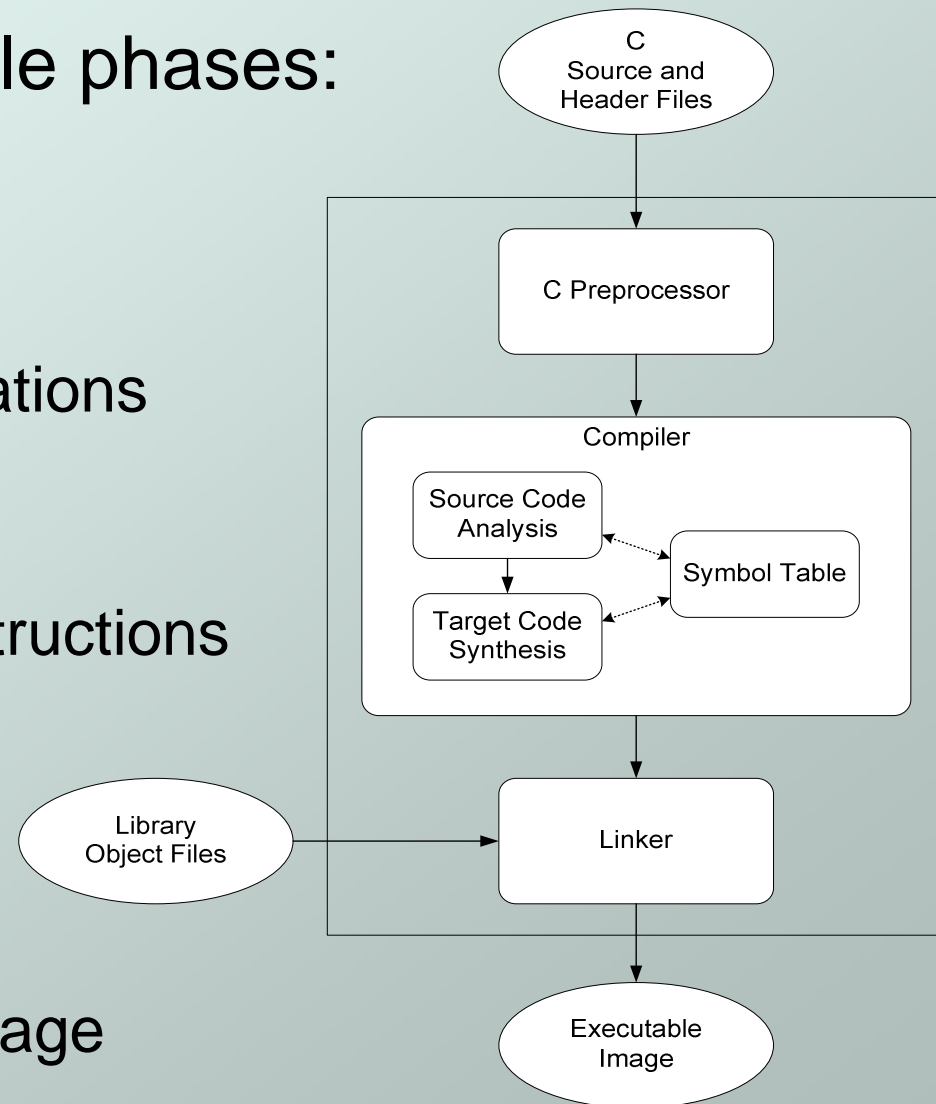 le phases:
ations
tructions
age
C
Source and
Header Files
C Preprocessor
Compiler
Source Code
Analysis
Symbol Table
Target Code
Synthesis
Library
Object Files
Linker
Executable
Image